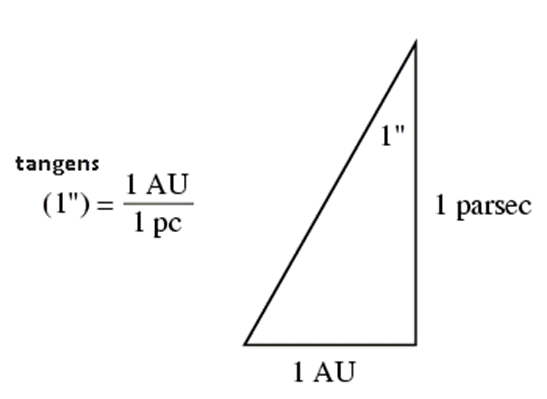 tangens
(1") = 1 AU
1 pc
1"
1 parsec
1 AU